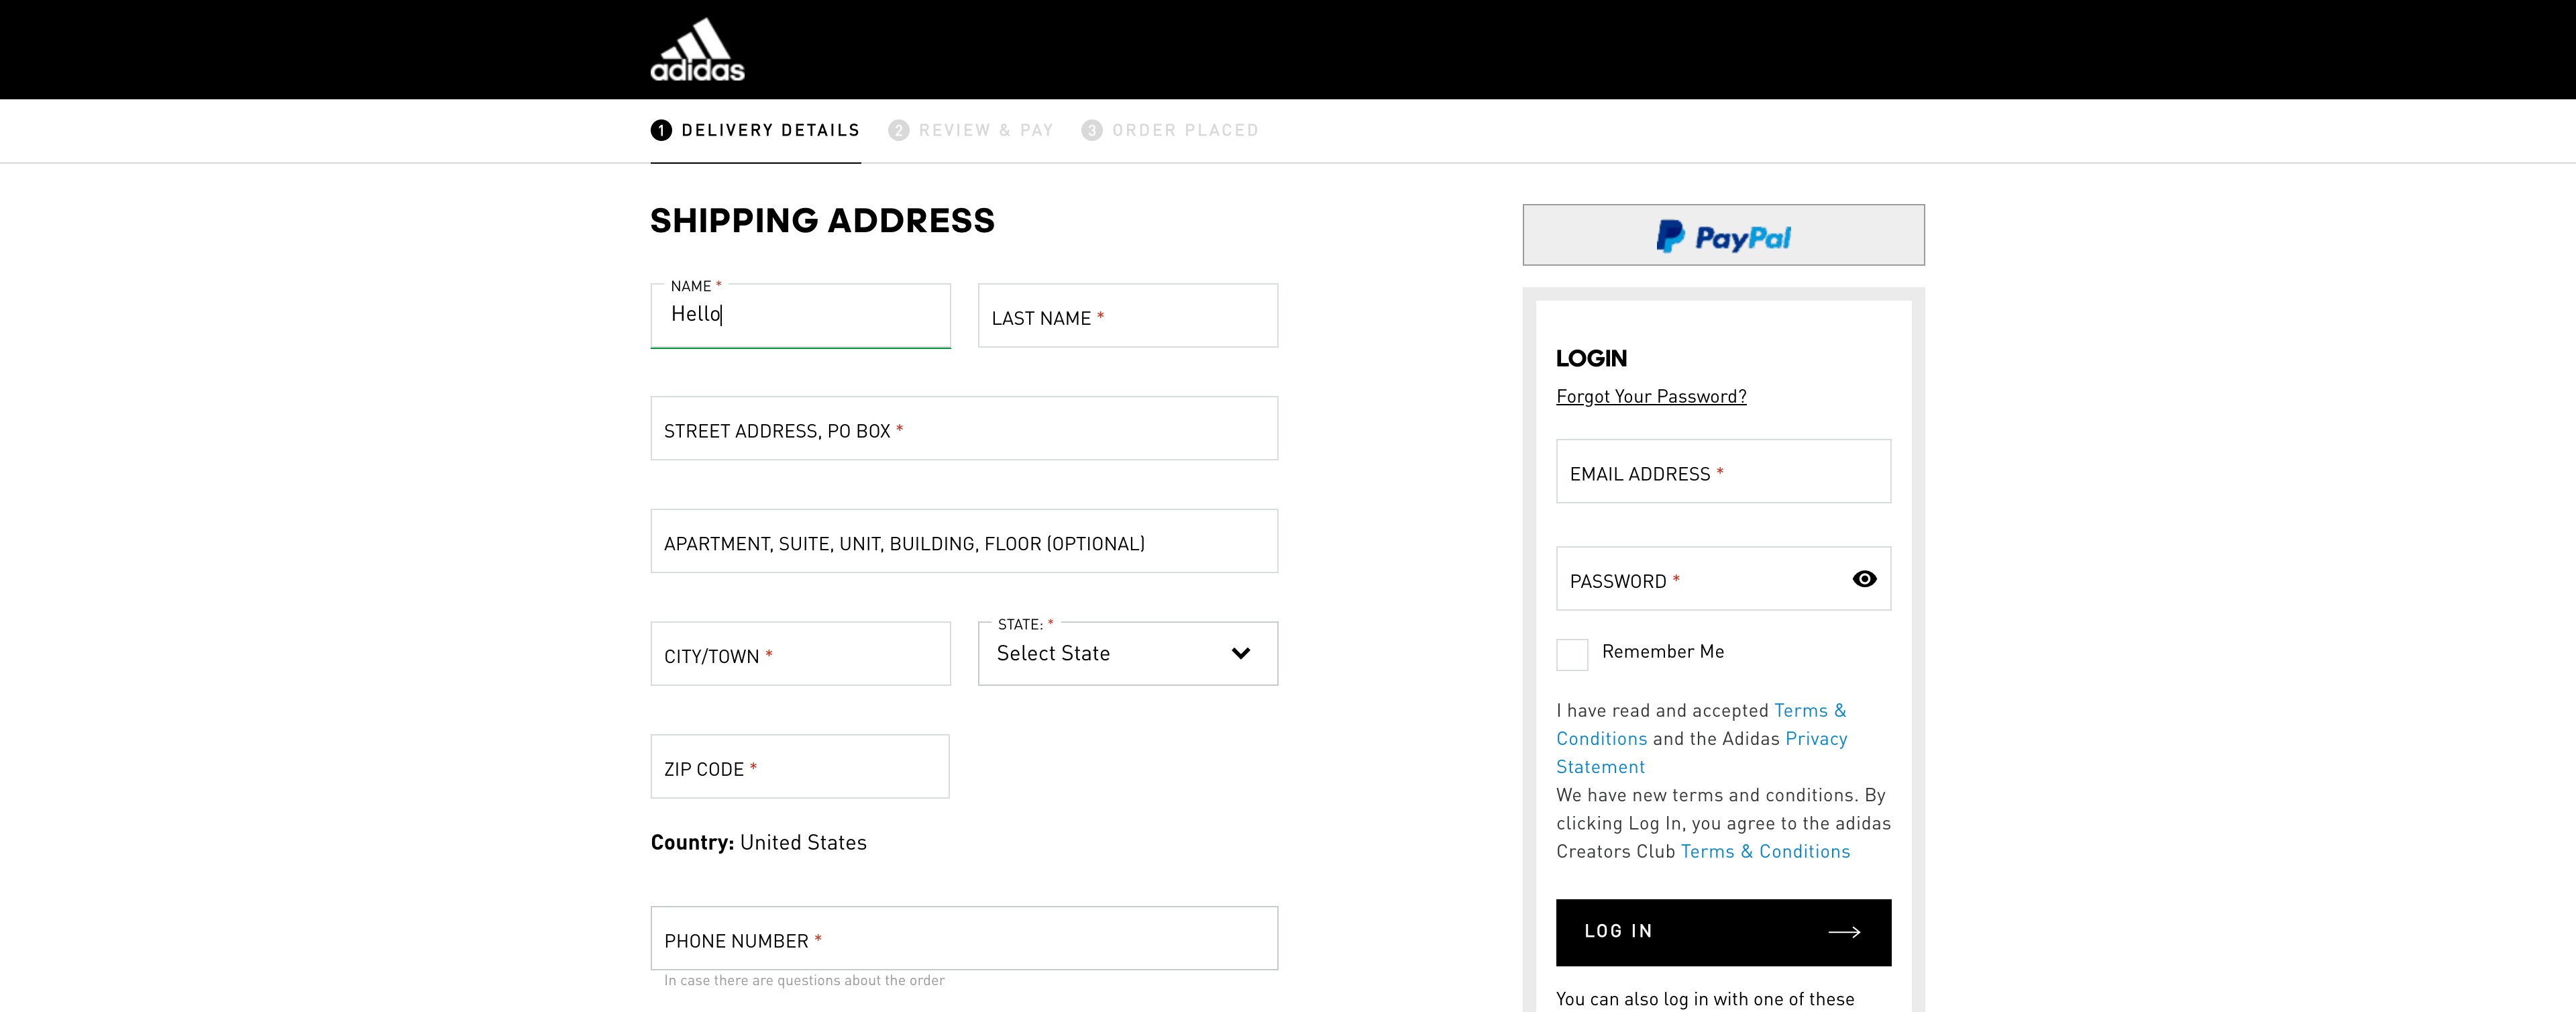 adidas
1 DELIVERY DETAILS 2 REVIEW & PAY 3 ORDER PLACED
SHIPPING ADDRESS
NAME *
Hello
LAST NAME *
STREET ADDRESS, PO BOX *
APARTMENT, SUITE, UNIT, BUILDING, FLOOR (OPTIONAL)
CITY/TOWN *
STATE: *
Select State
ZIP CODE *
Country: United States
PHONE NUMBER *
In case there are questions about the order
PayPal
LOGIN
Forgot Your Password?
EMAIL ADDRESS *
PASSWORD *
Remember Me
I have read and accepted Terms &
Conditions and the Adidas Privacy
Statement
We have new terms and conditions. By
clicking Log In, you agree to the adidas
Creators Club Terms & Conditions
LOG IN
You can also log in with one of these